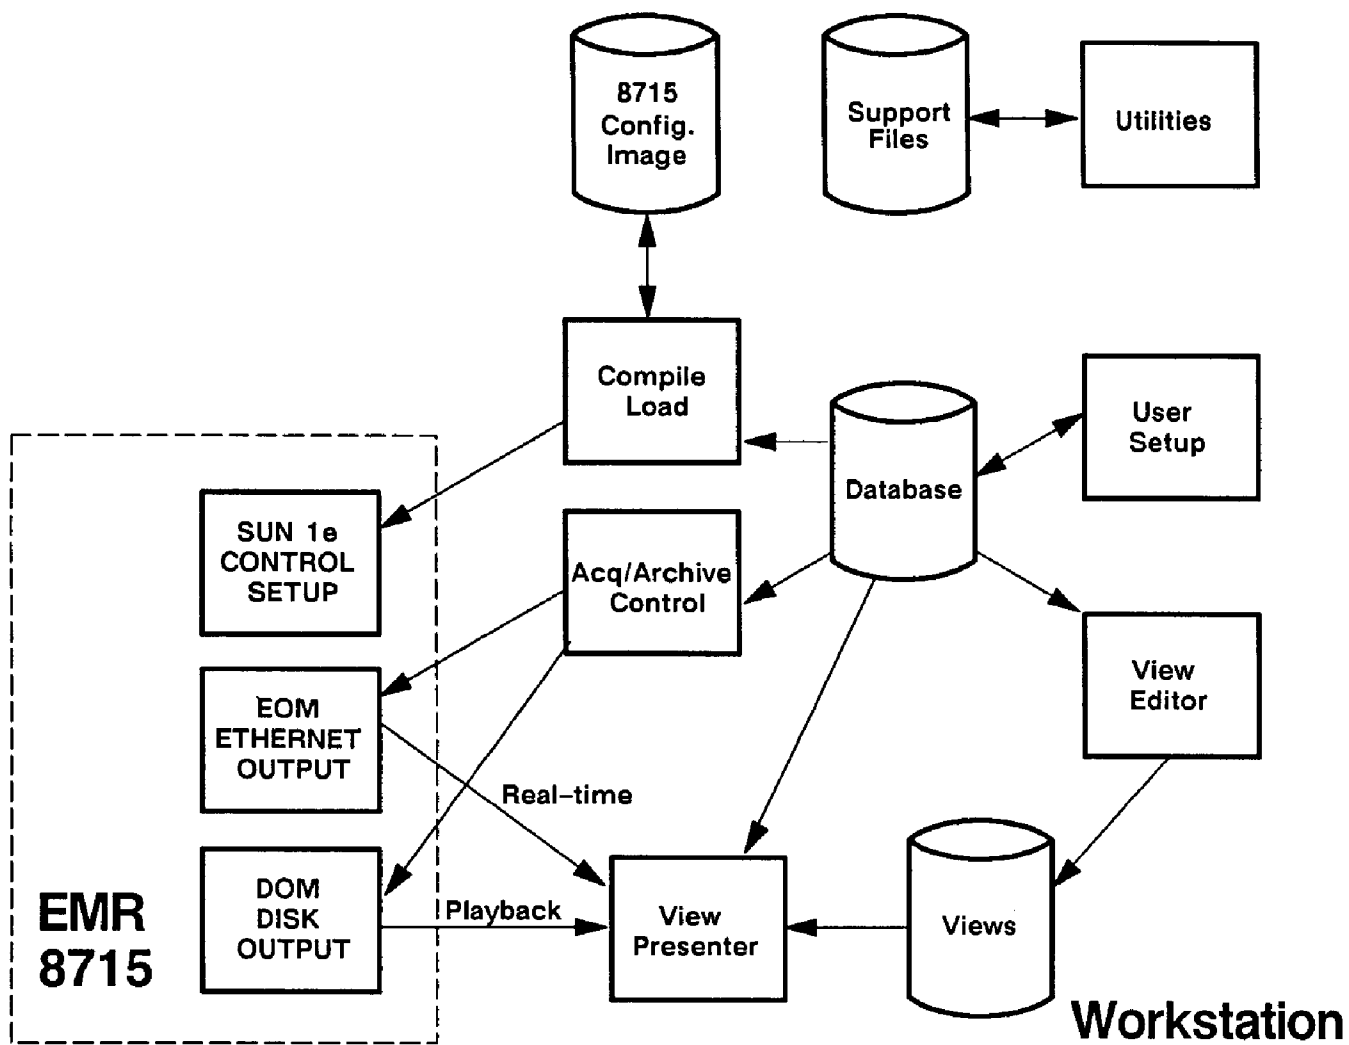 8715
Config.
Image
Support
Files
Utilities
Compile
Load
User
Setup
Database
SUN 1e
CONTROL
SETUP
Acq/Archive
Control
View
Editor
EOM
ETHERNET
OUTPUT
Real-time
DOM
DISK
OUTPUT
EMR
8715
Playback
View
Presenter
Views
Workstation